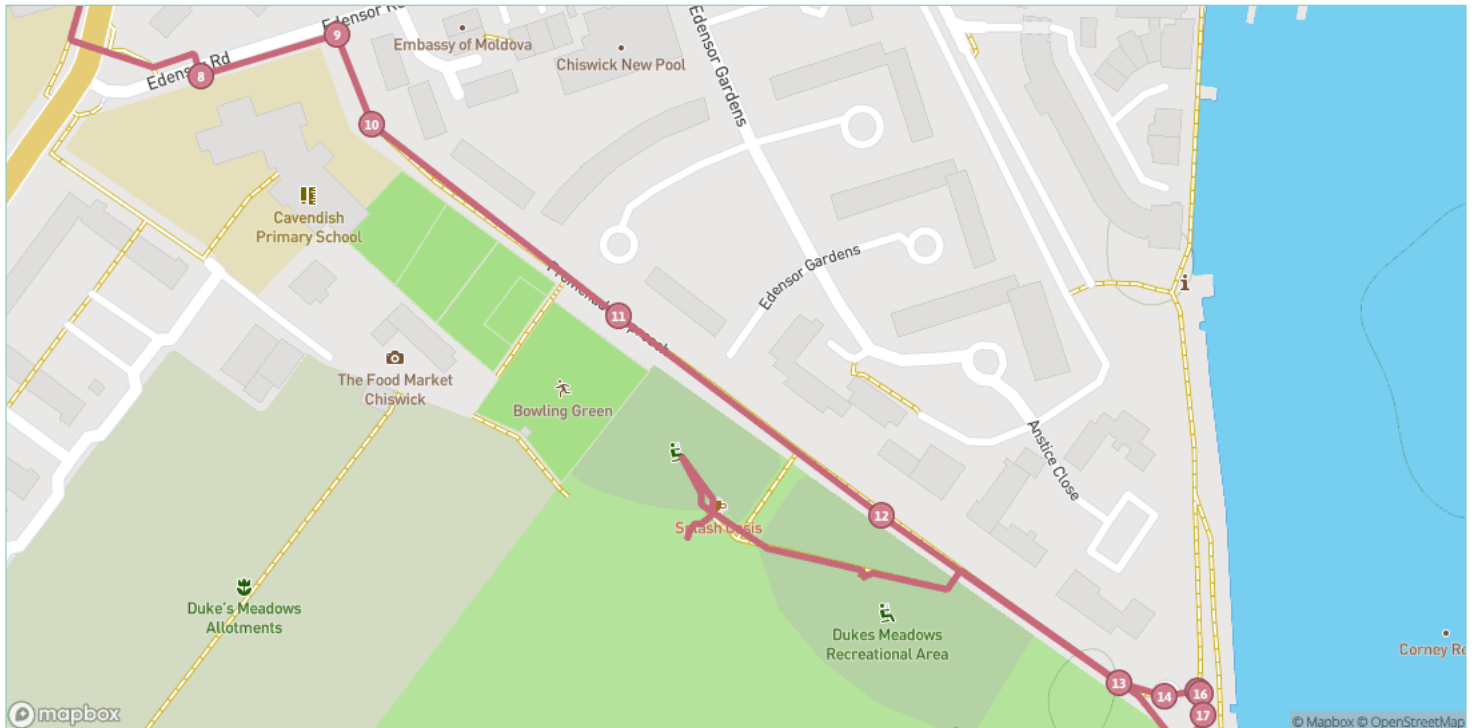 Edensor
9
Embassy of Moldova
Chiswick New Pool
Edensor Rd
8
10
Edensor Gardens
Cavendish
Primary School
i
Edensor Gardens
11
The Food Market
Chiswick
Bowling Green
Anstice Close
12
Splash Oasis
Duke's Meadows
Allotments
Dukes Meadows
Recreational Area
Corney Re
13
14
16
17
mapbox
© Mapbox © OpenStreetMap